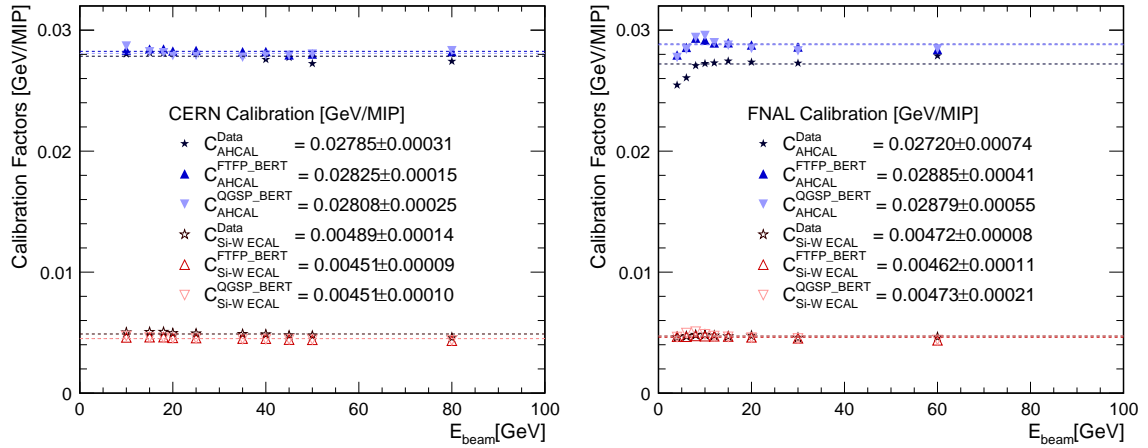 Calibration Factors [GeV/MIP]
0.03
0.02
0.01
0
CERN Calibration [GeV/MIP]
C^Data_AHCAL = 0.02785±0.00031
C^FTFP_BERT_AHCAL = 0.02825±0.00015
C^QGSP_BERT_AHCAL = 0.02808±0.00025
C^Data_Si-W ECAL = 0.00489±0.00014
C^FTFP_BERT_Si-W ECAL = 0.00451±0.00009
C^QGSP_BERT_Si-W ECAL = 0.00451±0.00010
0 20 40 60 80 100
E_beam[GeV]
Calibration Factors [GeV/MIP]
0.03
0.02
0.01
0
FNAL Calibration [GeV/MIP]
C^Data_AHCAL = 0.02720±0.00074
C^FTFP_BERT_AHCAL = 0.02885±0.00041
C^QGSP_BERT_AHCAL = 0.02879±0.00055
C^Data_Si-W ECAL = 0.00472±0.00008
C^FTFP_BERT_Si-W ECAL = 0.00462±0.00011
C^QGSP_BERT_Si-W ECAL = 0.00473±0.00021
0 20 40 60 80 100
E_beam[GeV]